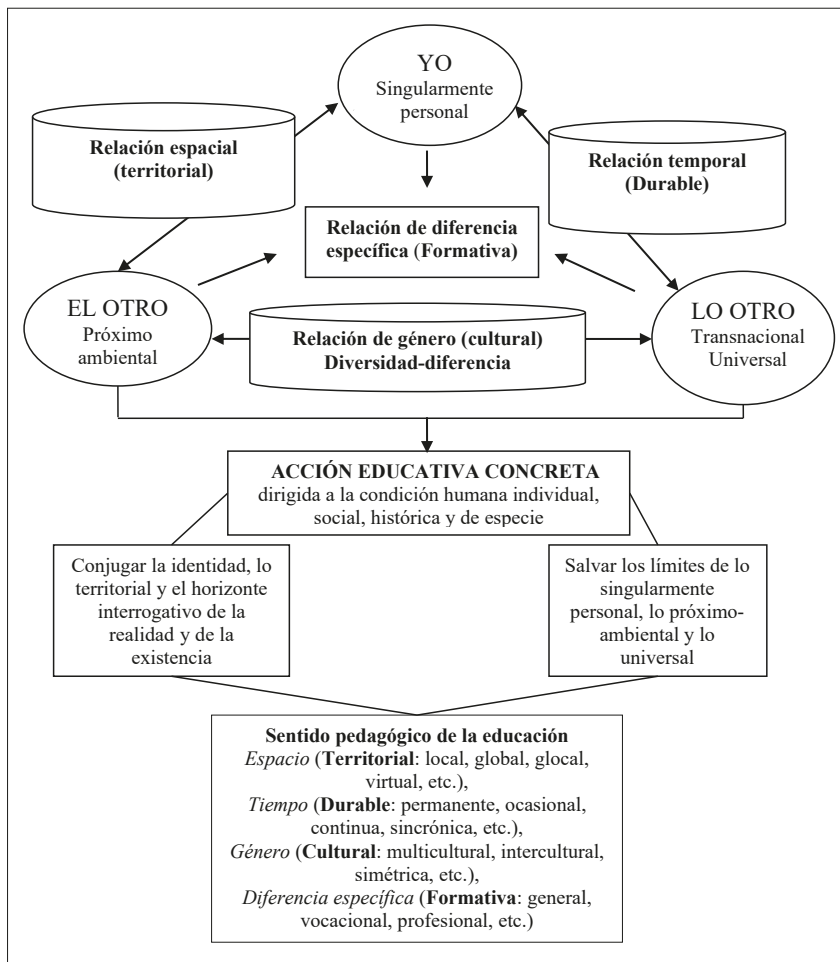 YO
Singularmente
personal
Relación espacial
(territorial)
Relación temporal
(Durable)
Relación de diferencia
específica (Formativa)
EL OTRO
Próximo
ambiental
Relación de género (cultural)
Diversidad-diferencia
LO OTRO
Transnacional
Universal
ACCIÓN EDUCATIVA CONCRETA
dirigida a la condición humana individual,
social, histórica y de especie
Conjugar la identidad, lo
territorial y el horizonte
interrogativo de la
realidad y de la
existencia
Salvar los límites de lo
singularmente
personal, lo próximo-
ambiental y lo
universal
Sentido pedagógico de la educación
Espacio (Territorial: local, global, glocal,
virtual, etc.),
Tiempo (Durable: permanente, ocasional,
continua, sincrónica, etc.),
Género (Cultural: multicultural, intercultural,
simétrica, etc.),
Diferencia específica (Formativa: general,
vocacional, profesional, etc.)